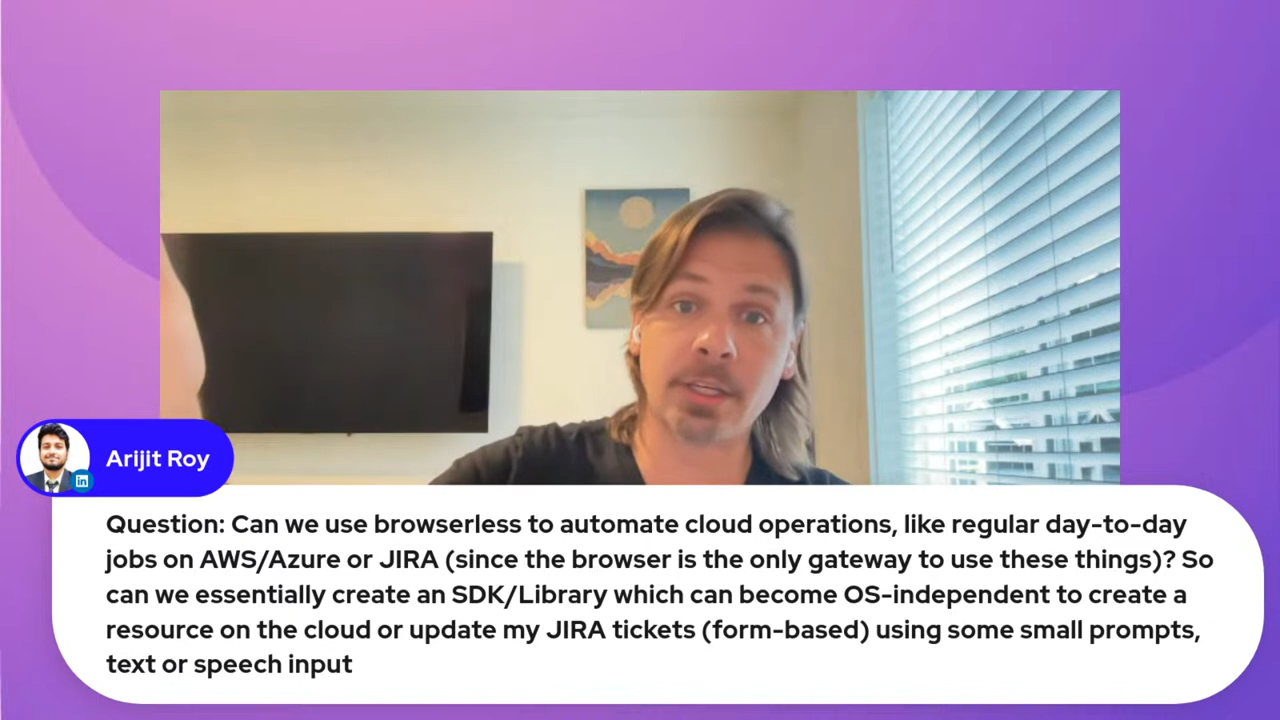 Arijit Roy
in
Question: Can we use browserless to automate cloud operations, like regular day-to-day
jobs on AWS/Azure or JIRA (since the browser is the only gateway to use these things)? So
can we essentially create an SDK/Library which can become OS-independent to create a
resource on the cloud or update my JIRA tickets (form-based) using some small prompts,
text or speech input